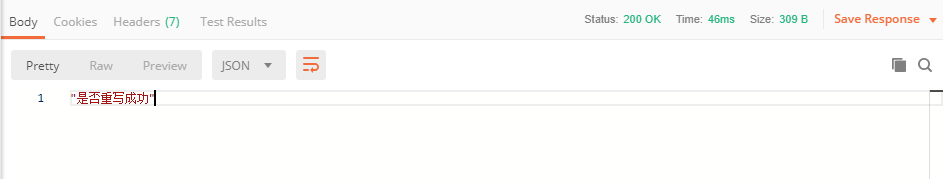 Body Cookies Headers (7) Test Results Status: 200 OK Time: 46ms Size: 309 B Save Response
Pretty Raw Preview JSON
1 "是否重写成功"